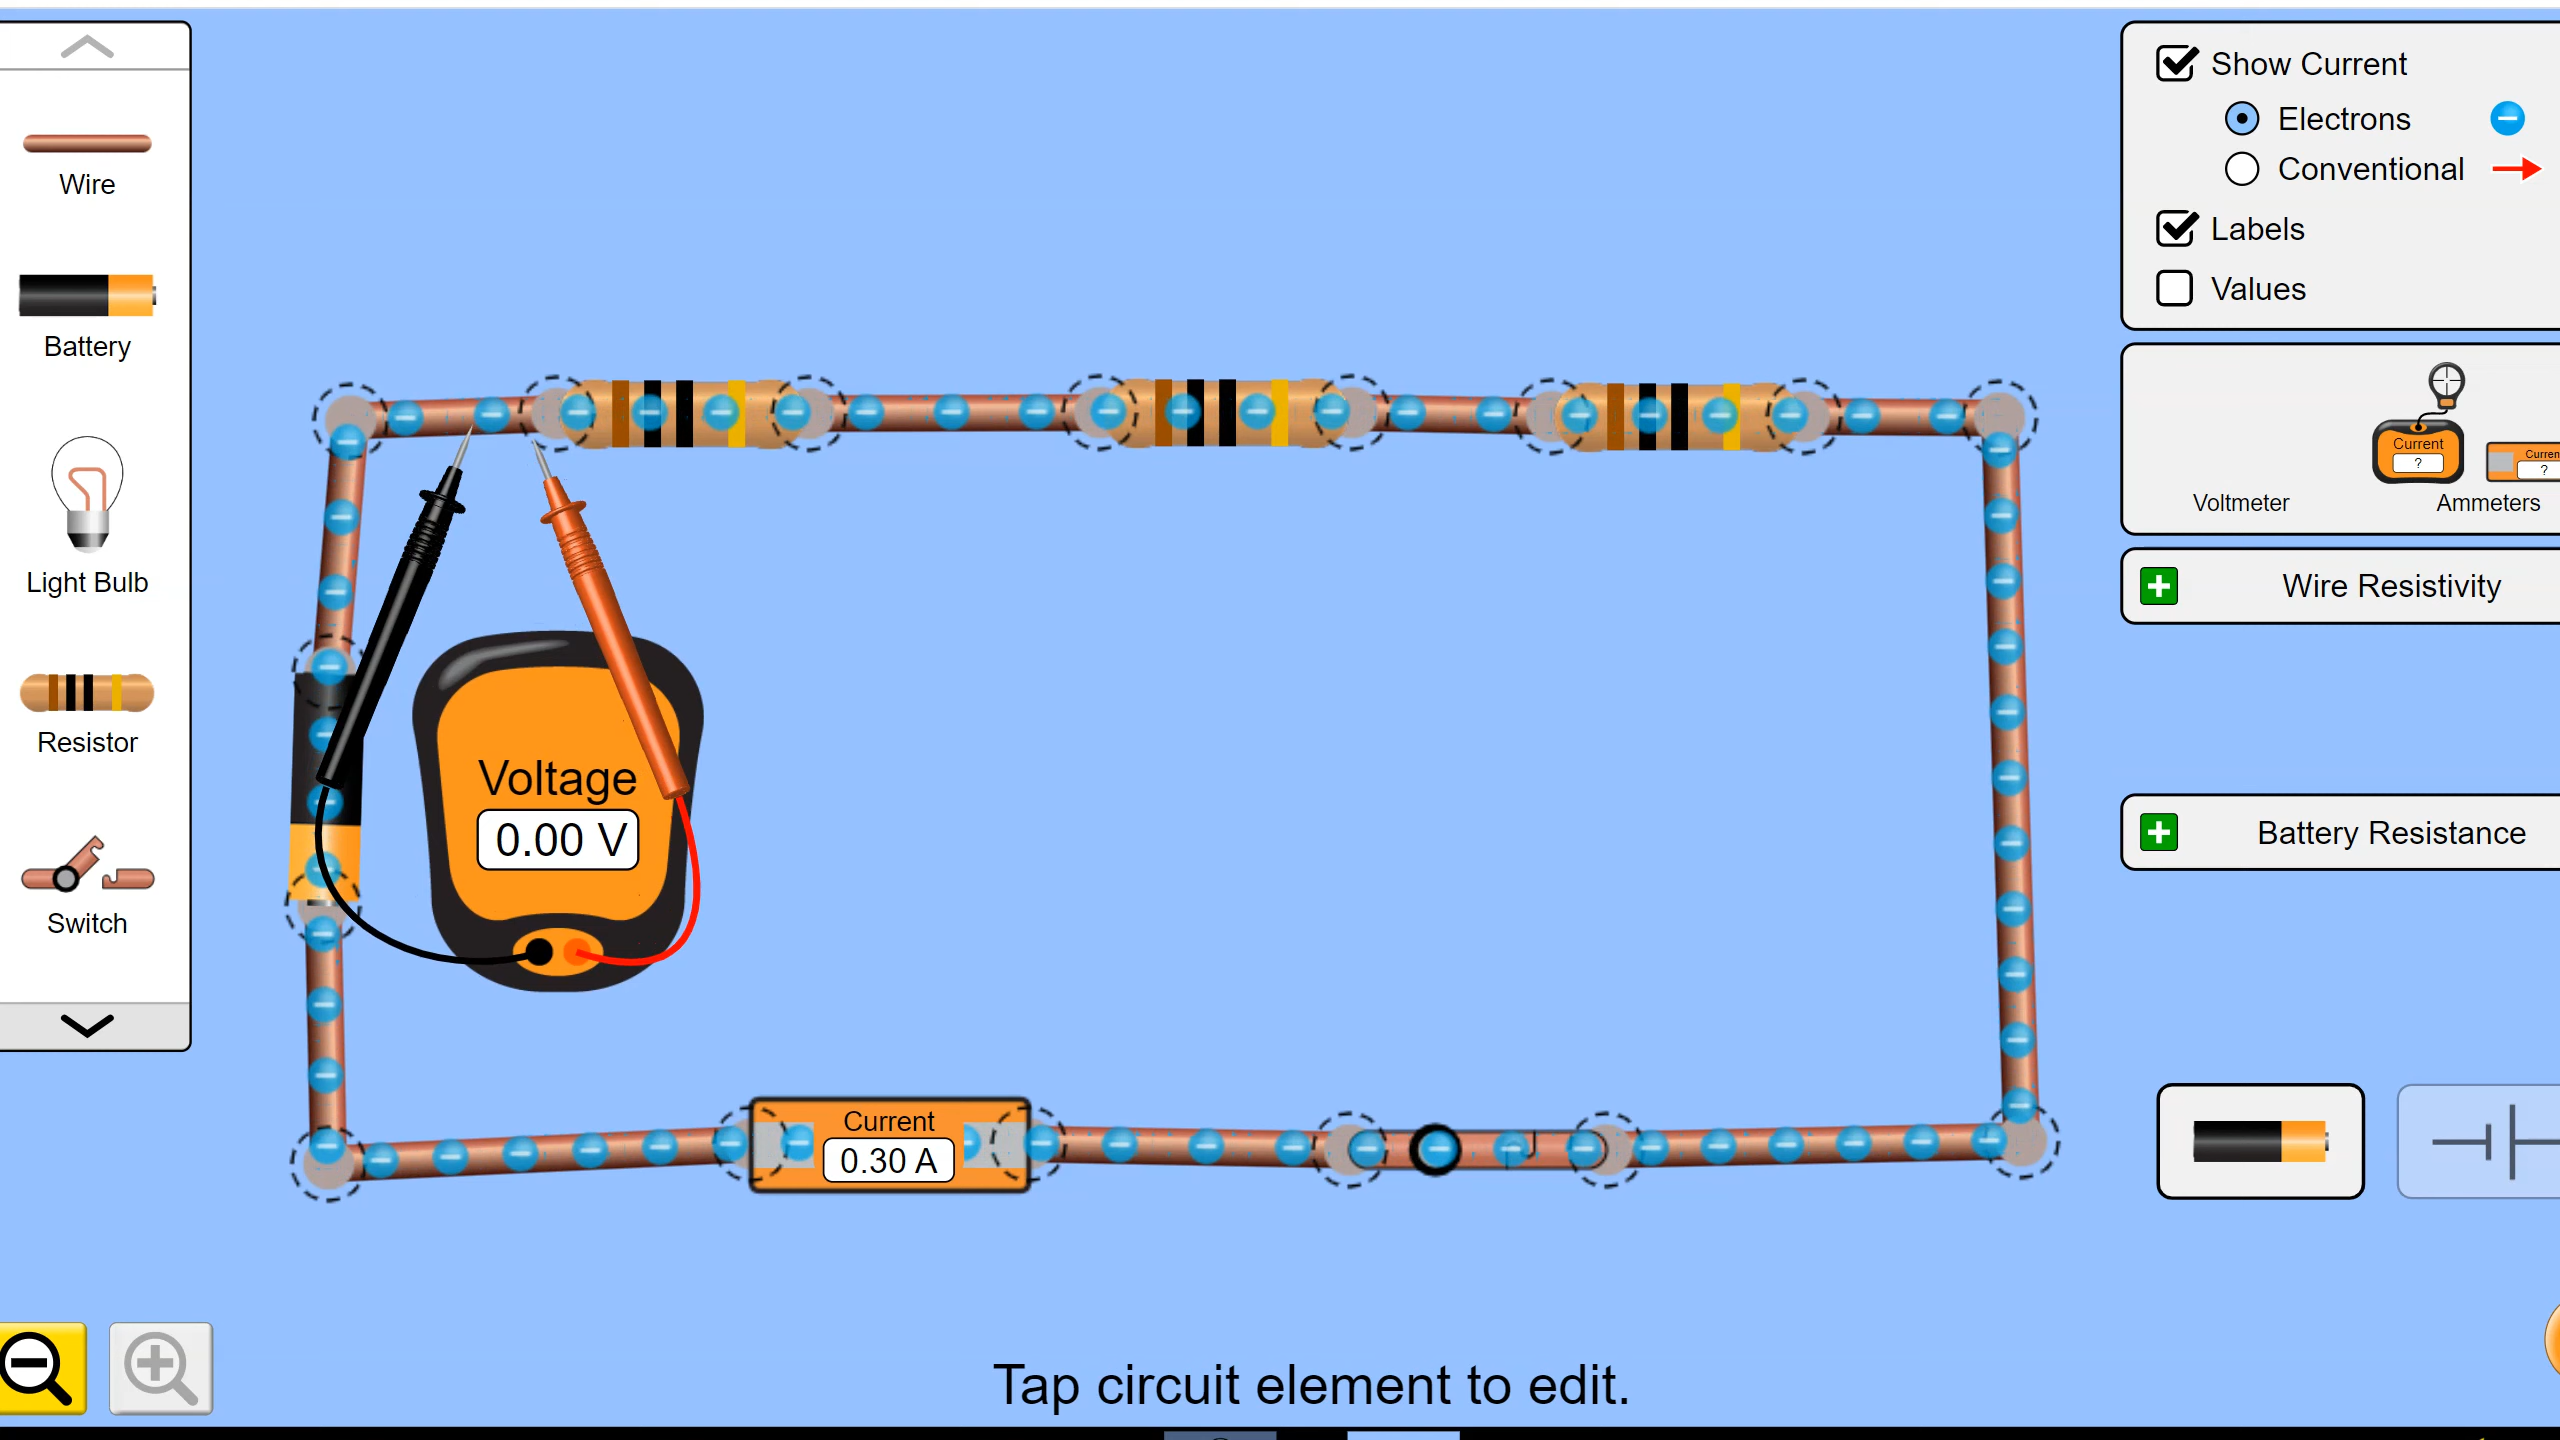 Wire
Battery
Light Bulb
Resistor
Switch
Show Current
Electrons
Conventional
Labels
Values
Current
?
Current
?
Voltmeter
Ammeters
Wire Resistivity
Battery Resistance
Voltage
0.00 V
Current
0.30 A
Tap circuit element to edit.